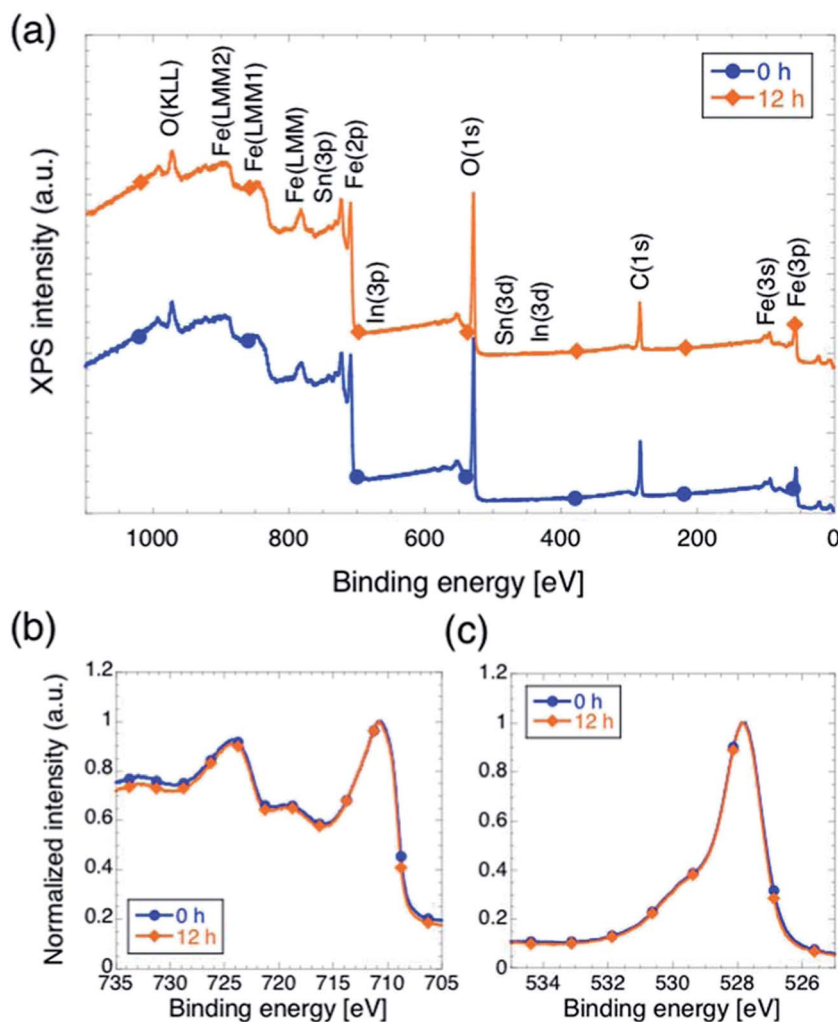 (a)
0 h
12 h
O(KLL)
Fe(LMM2)
Fe(LMM1)
Fe(LMM)
Sn(3p)
Fe(2p)
In(3p)
O(1s)
Sn(3d)
In(3d)
C(1s)
Fe(3s)
Fe(3p)
XPS intensity (a.u.)
1000 800 600 400 200 0
Binding energy [eV]
(b)
1.2
1
0.8
0.6
0.4
0.2
0
Normalized intensity (a.u.)
0 h
12 h
735 730 725 720 715 710 705
Binding energy [eV]
(c)
1.2
1
0.8
0.6
0.4
0.2
0
0 h
12 h
534 532 530 528 526
Binding energy [eV]